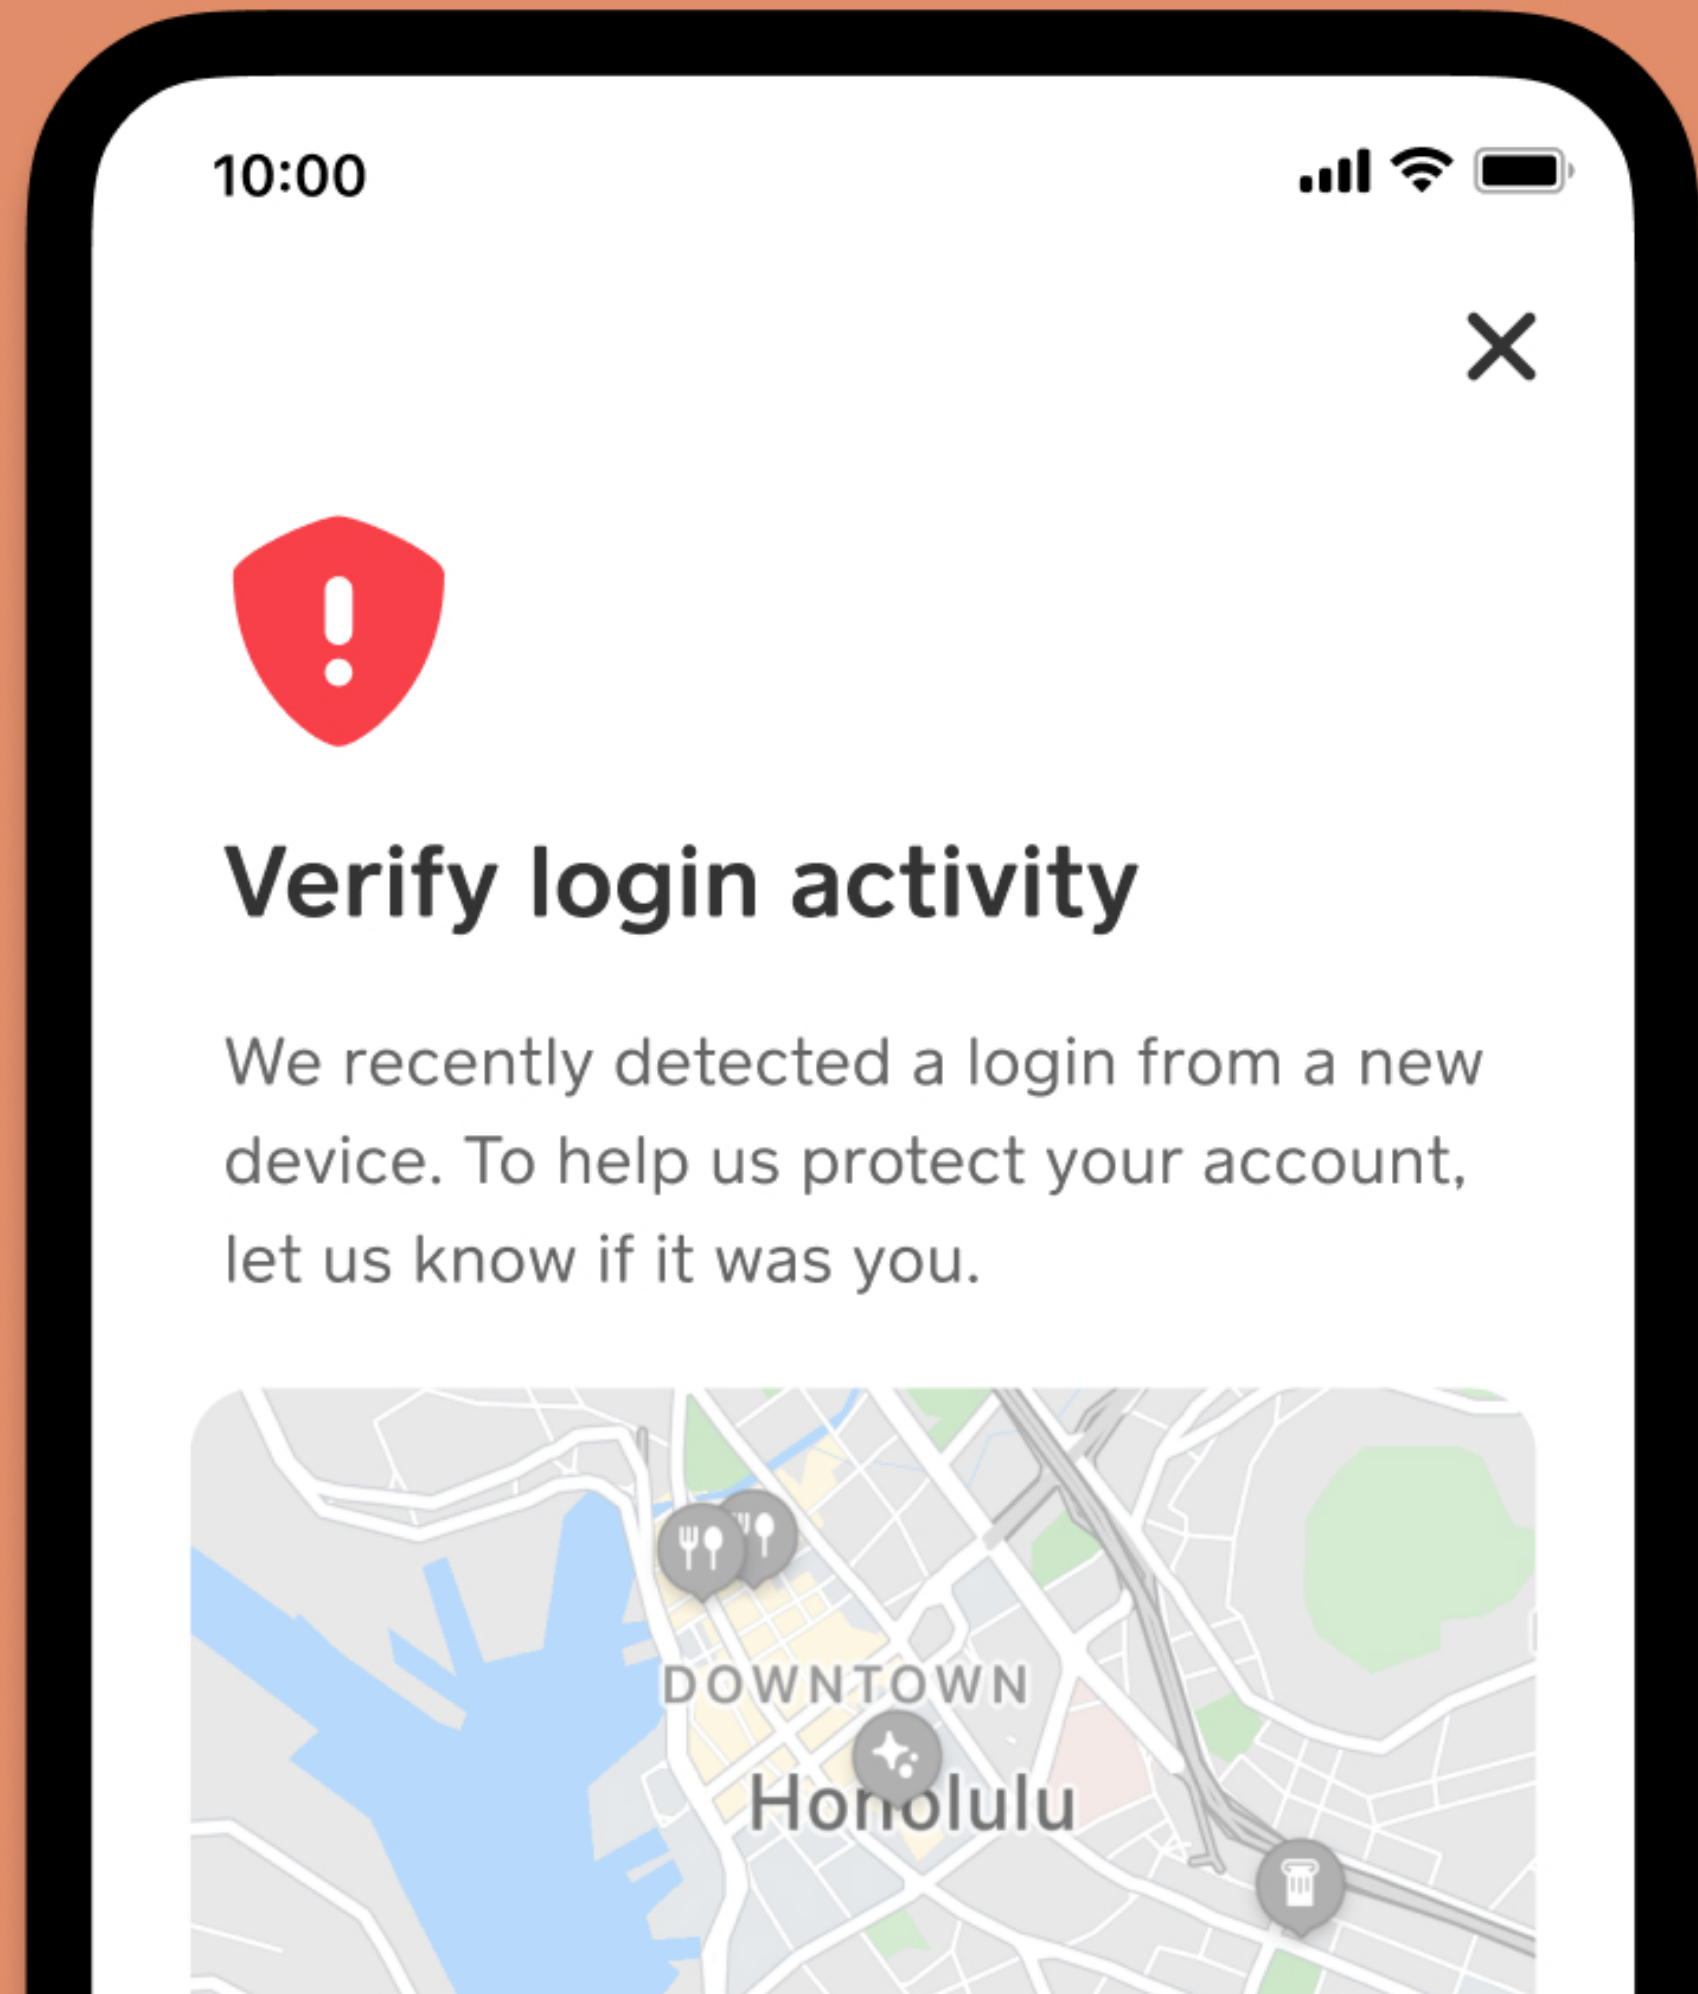 10:00
Verify login activity
We recently detected a login from a new
device. To help us protect your account,
let us know if it was you.
DOWNTOWN
Honolulu